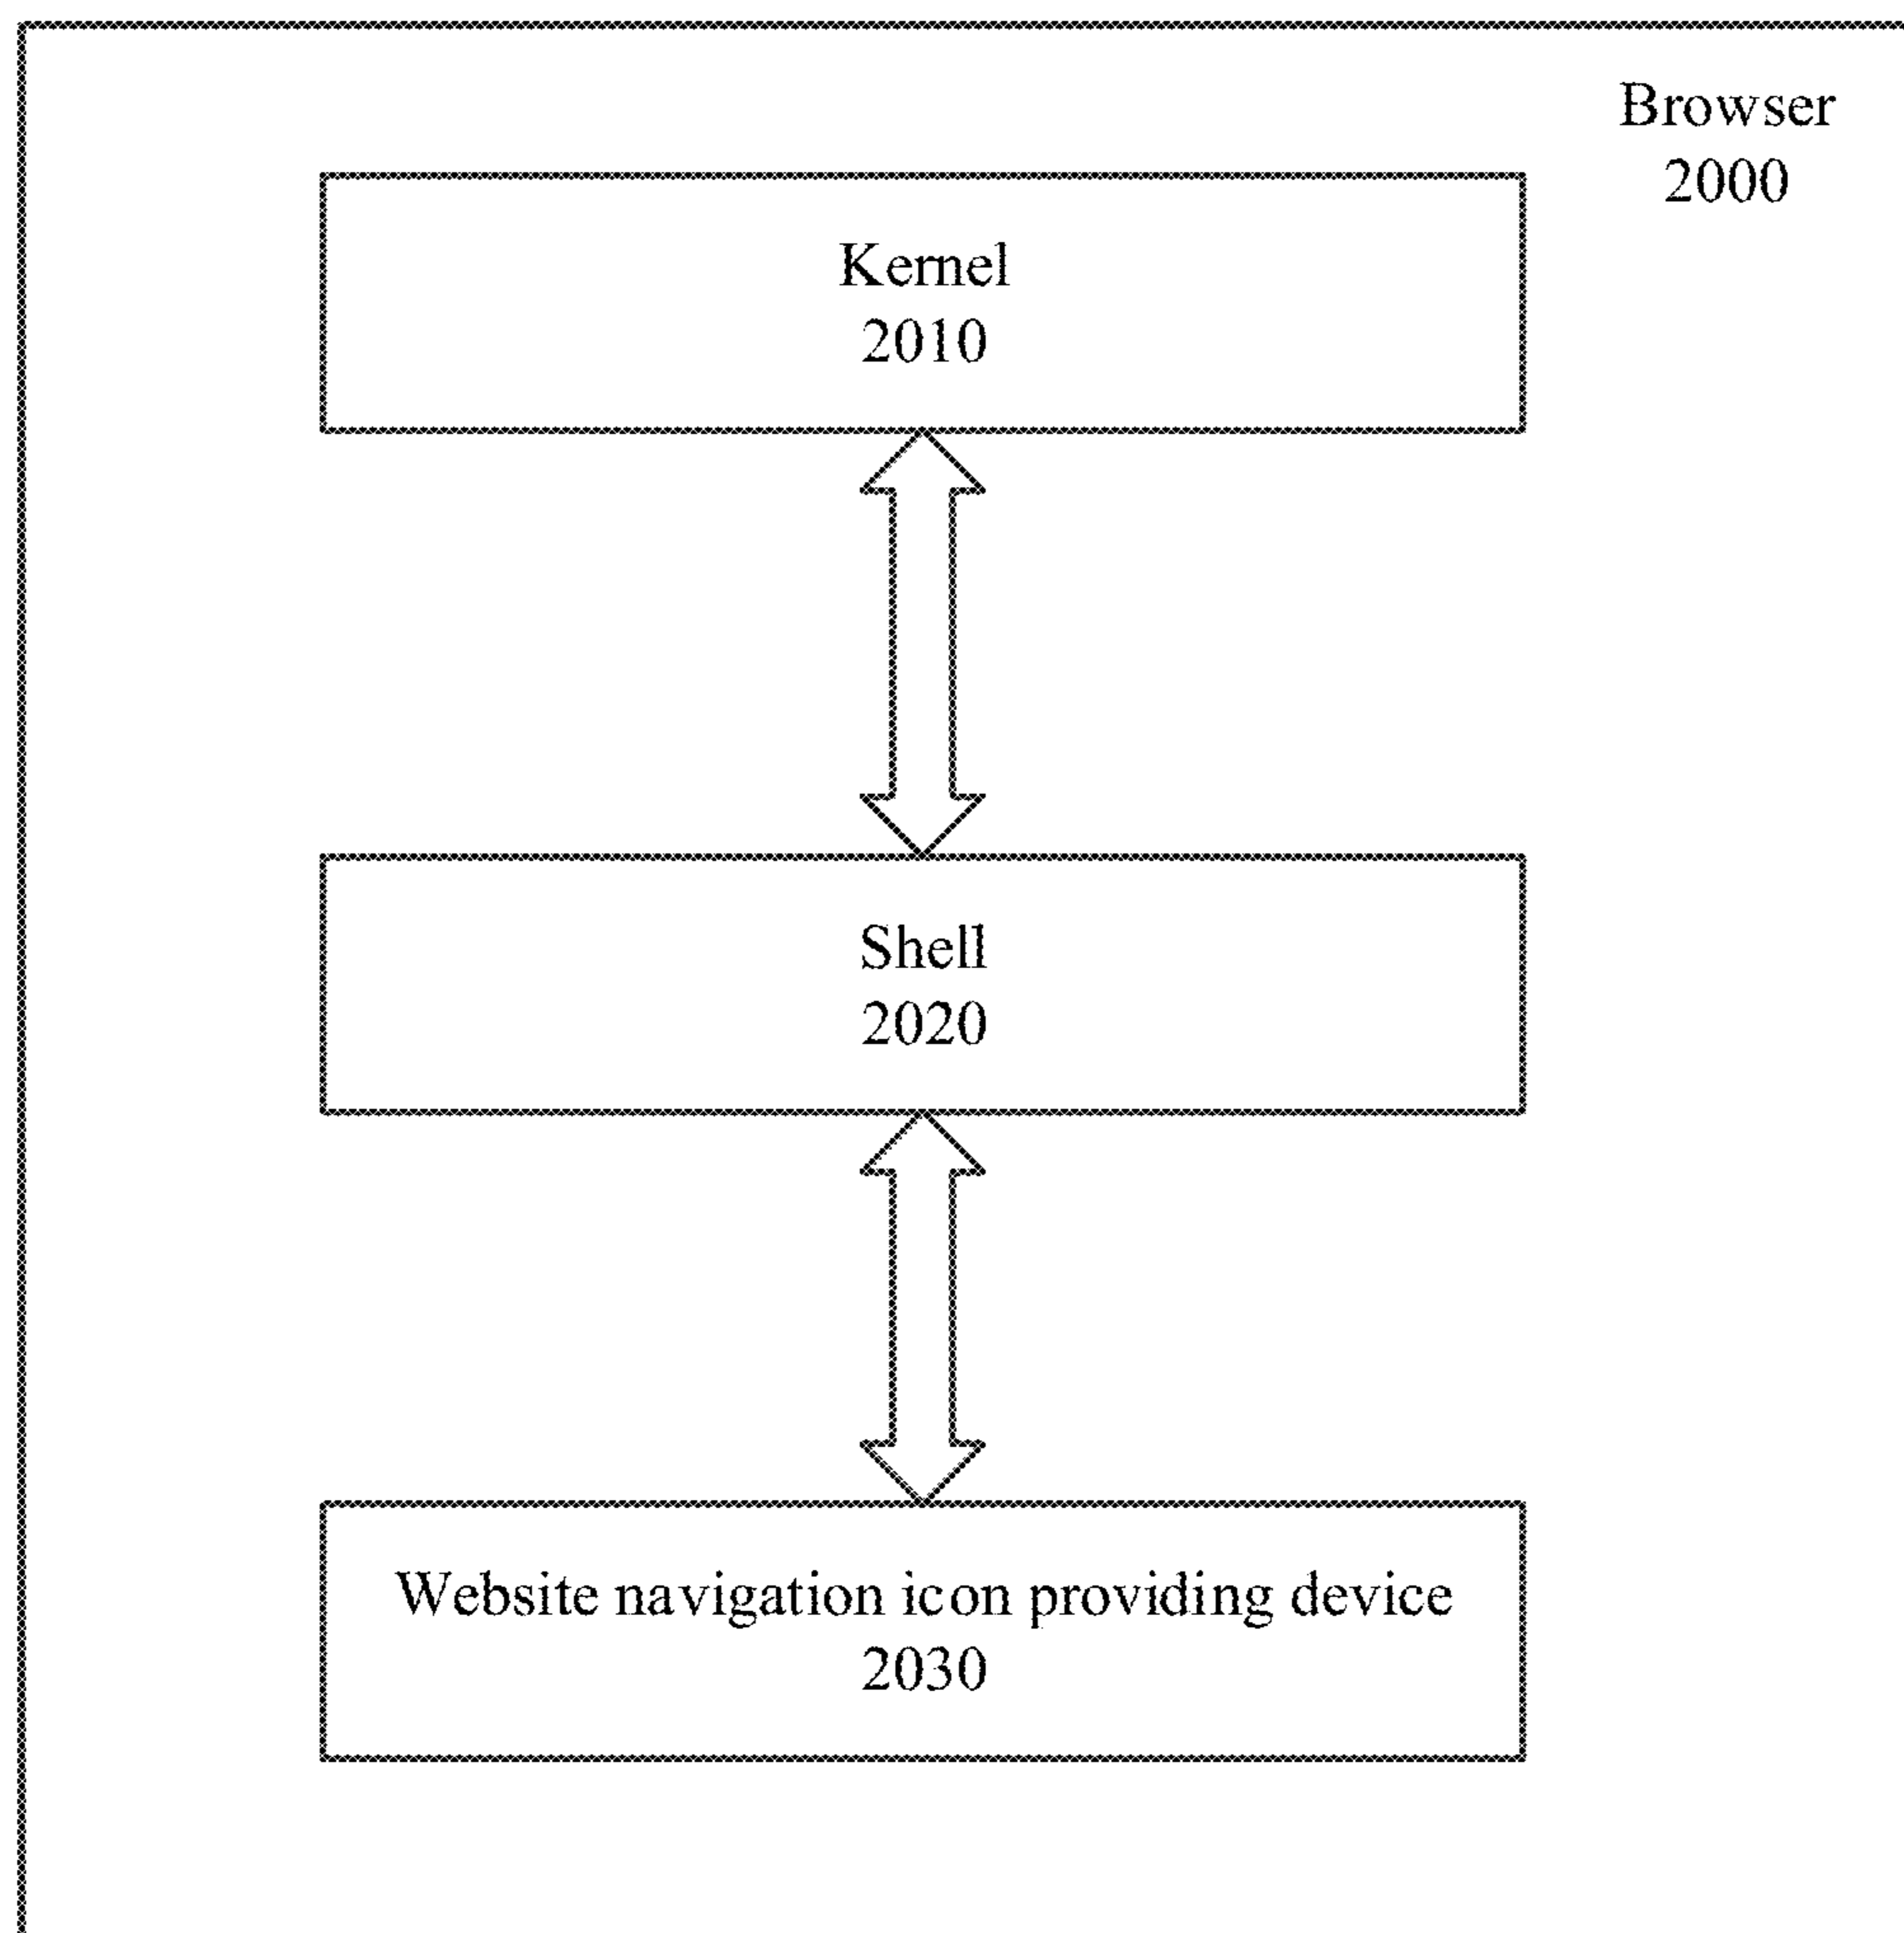 Browser
2000
Kernel
2010
Shell
2020
Website navigation icon providing device
2030